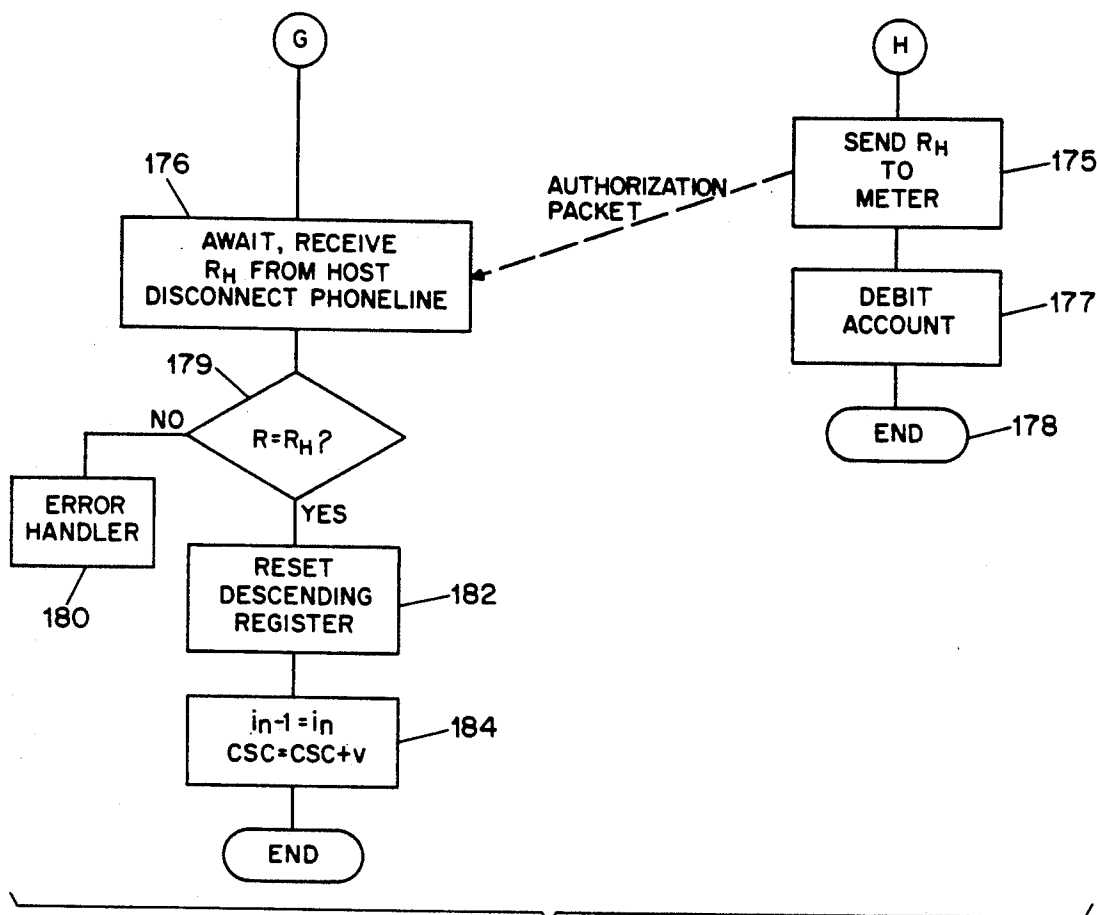 G
176
AWAIT, RECEIVE
RH FROM HOST
DISCONNECT PHONELINE
179
NO
R=RH?
YES
ERROR
HANDLER
180
RESET
DESCENDING
REGISTER
182
in-1=in
CSC=CSC+v
184
END
AUTHORIZATION
PACKET
H
SEND RH
TO
METER
175
DEBIT
ACCOUNT
177
END
178